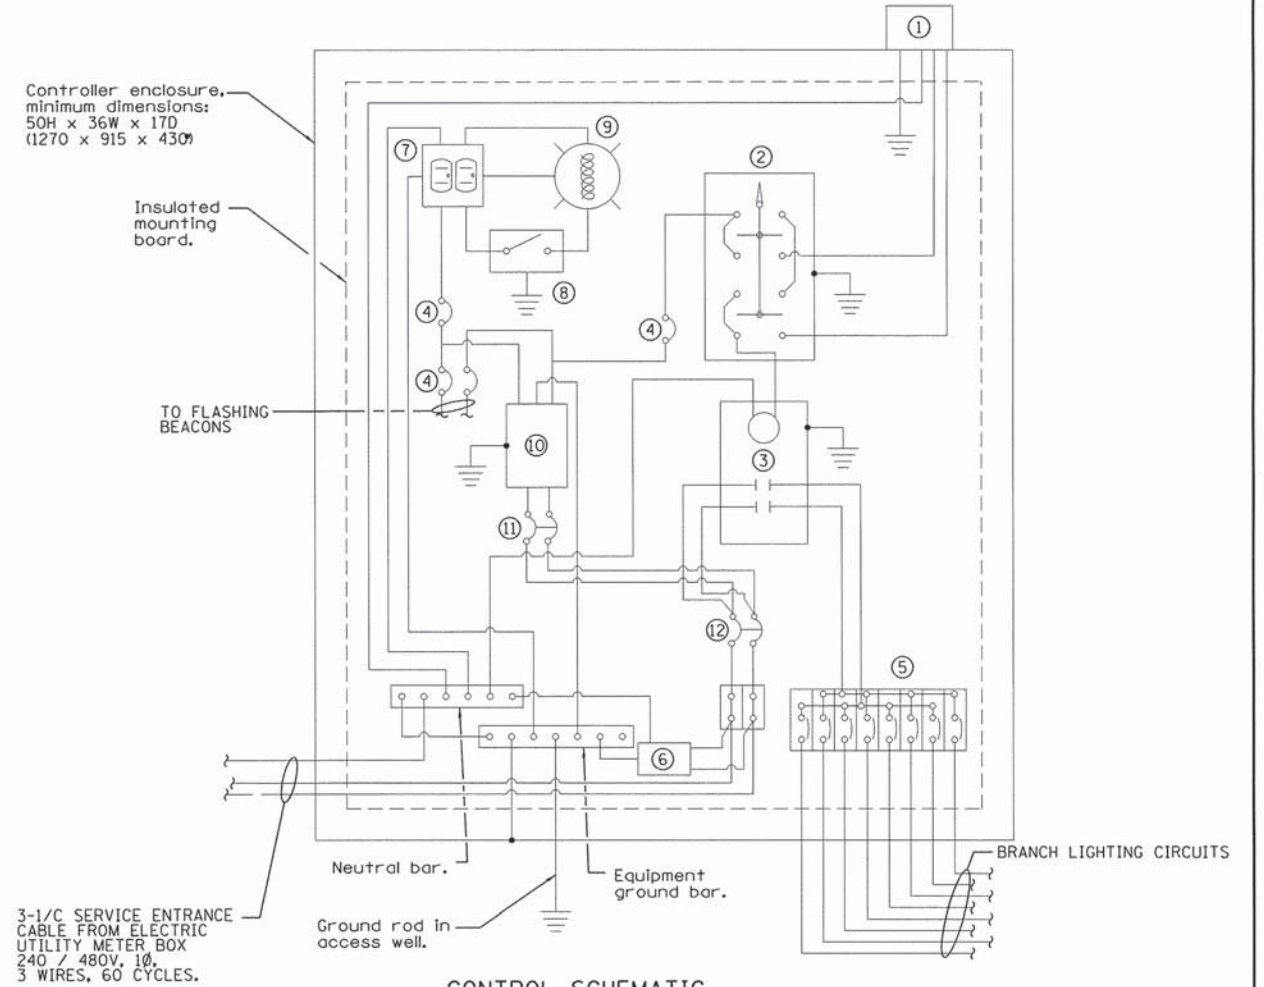 1
Controller enclosure,
minimum dimensions:
50H x 36W x 17D
(1270 x 915 x 430)
9
7
2
Insulated
mounting
board.
8
4
4
4
TO FLASHING
BEACONS
10
3
11
12
5
6
Neutral bar.
Equipment
ground bar.
BRANCH LIGHTING CIRCUITS
3-1/C SERVICE ENTRANCE
CABLE FROM ELECTRIC
UTILITY METER BOX
240 / 480V, 1Ø,
3 WIRES, 60 CYCLES.
Ground rod in
access well.
CONTROL SCHEMATIC